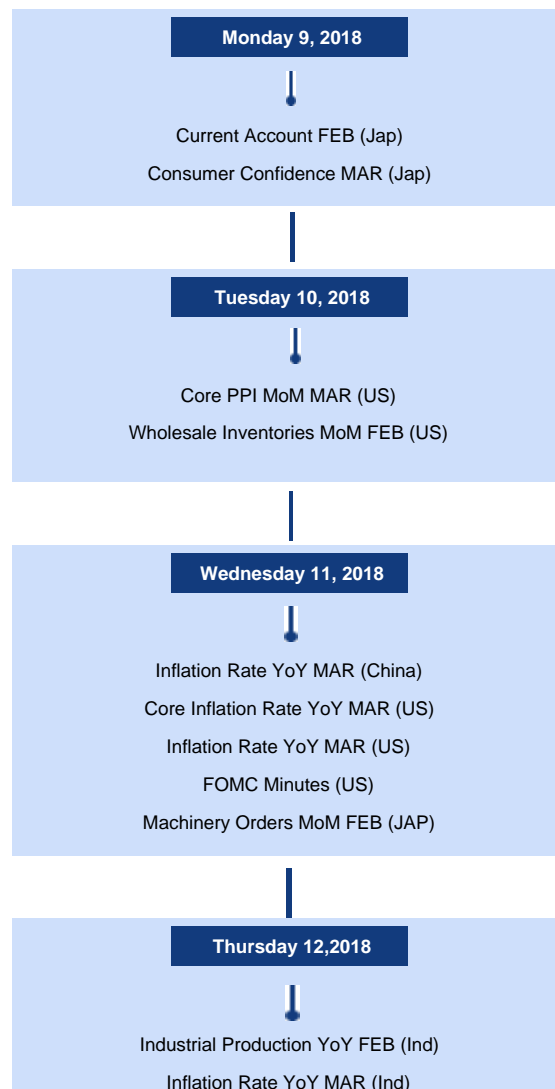 Monday 9, 2018
Current Account FEB (Jap)
Consumer Confidence MAR (Jap)
Tuesday 10, 2018
Core PPI MoM MAR (US)
Wholesale Inventories MoM FEB (US)
Wednesday 11, 2018
Inflation Rate YoY MAR (China)
Core Inflation Rate YoY MAR (US)
Inflation Rate YoY MAR (US)
FOMC Minutes (US)
Machinery Orders MoM FEB (JAP)
Thursday 12,2018
Industrial Production YoY FEB (Ind)
Inflation Rate YoY MAR (Ind)